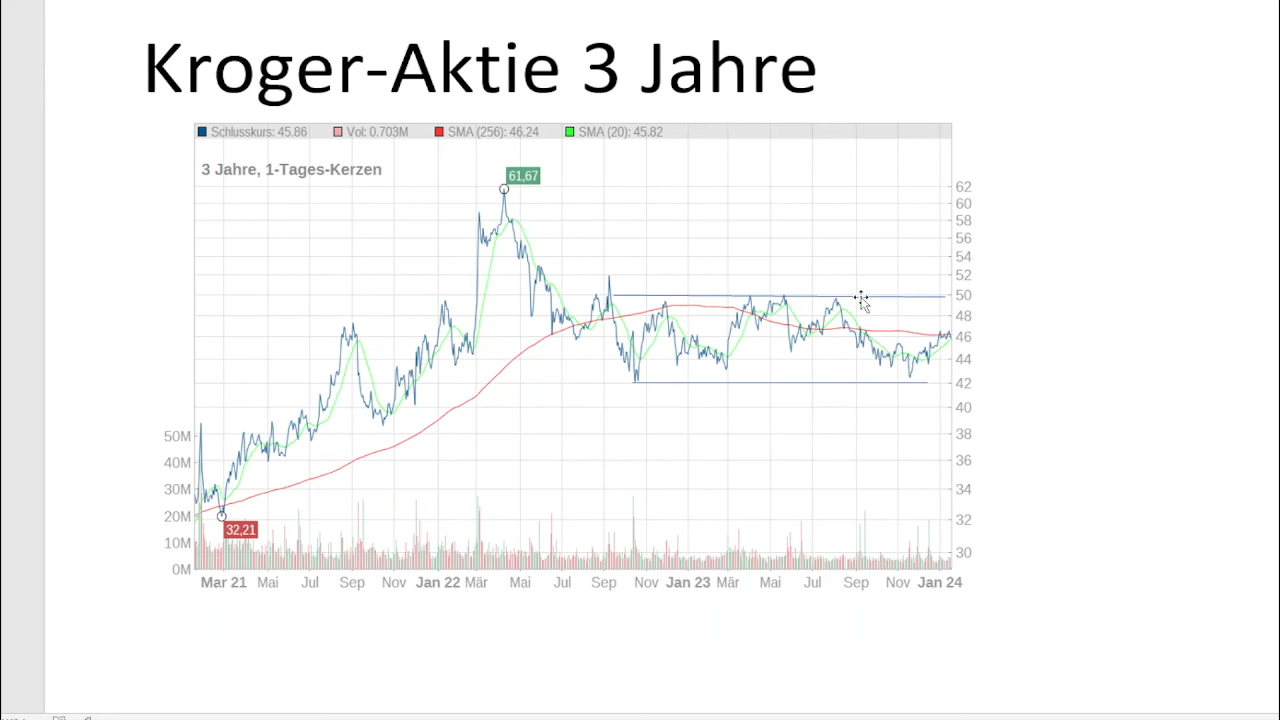 Kroger-Aktie 3 Jahre
Schlusskurs: 45.86 Vol: 0.703M SMA (256): 46.24 SMA (20): 45.82
3 Jahre, 1-Tages-Kerzen
61,67
62
60
58
56
54
52
50
48
46
44
42
40
38
36
34
32
30
50M
40M
30M
20M
10M
0M
32,21
Mar 21 Mai Jul Sep Nov Jan 22 Mär Mai Jul Sep Nov Jan 23 Mär Mai Jul Sep Nov Jan 24